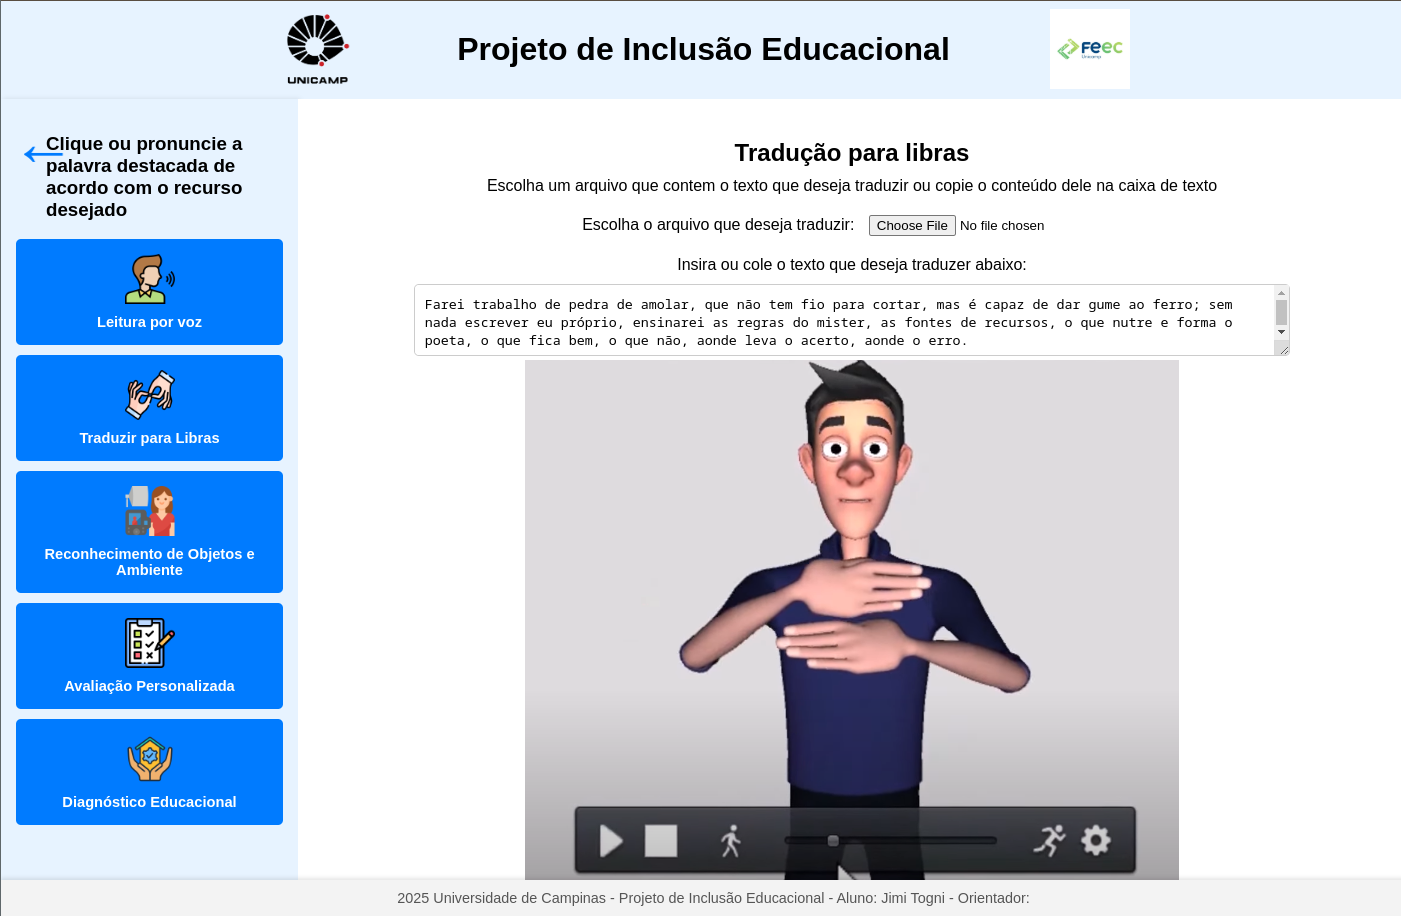 UNICAMP
Projeto de Inclusão Educacional
FEEC
Unicamp
Clique ou pronuncie a
palavra destacada de
acordo com o recurso
desejado
Leitura por voz
Traduzir para Libras
Reconhecimento de Objetos e
Ambiente
Avaliação Personalizada
Diagnóstico Educacional
Tradução para libras
Escolha um arquivo que contem o texto que deseja traduzir ou copie o conteúdo dele na caixa de texto
Escolha o arquivo que deseja traduzir: Choose File No file chosen
Insira ou cole o texto que deseja traduzer abaixo:
Farei trabalho de pedra de amolar, que não tem fio para cortar, mas é capaz de dar gume ao ferro; sem
nada escrever eu próprio, ensinarei as regras do mister, as fontes de recursos, o que nutre e forma o
poeta, o que fica bem, o que não, aonde leva o acerto, aonde o erro.
2025 Universidade de Campinas - Projeto de Inclusão Educacional - Aluno: Jimi Togni - Orientador: